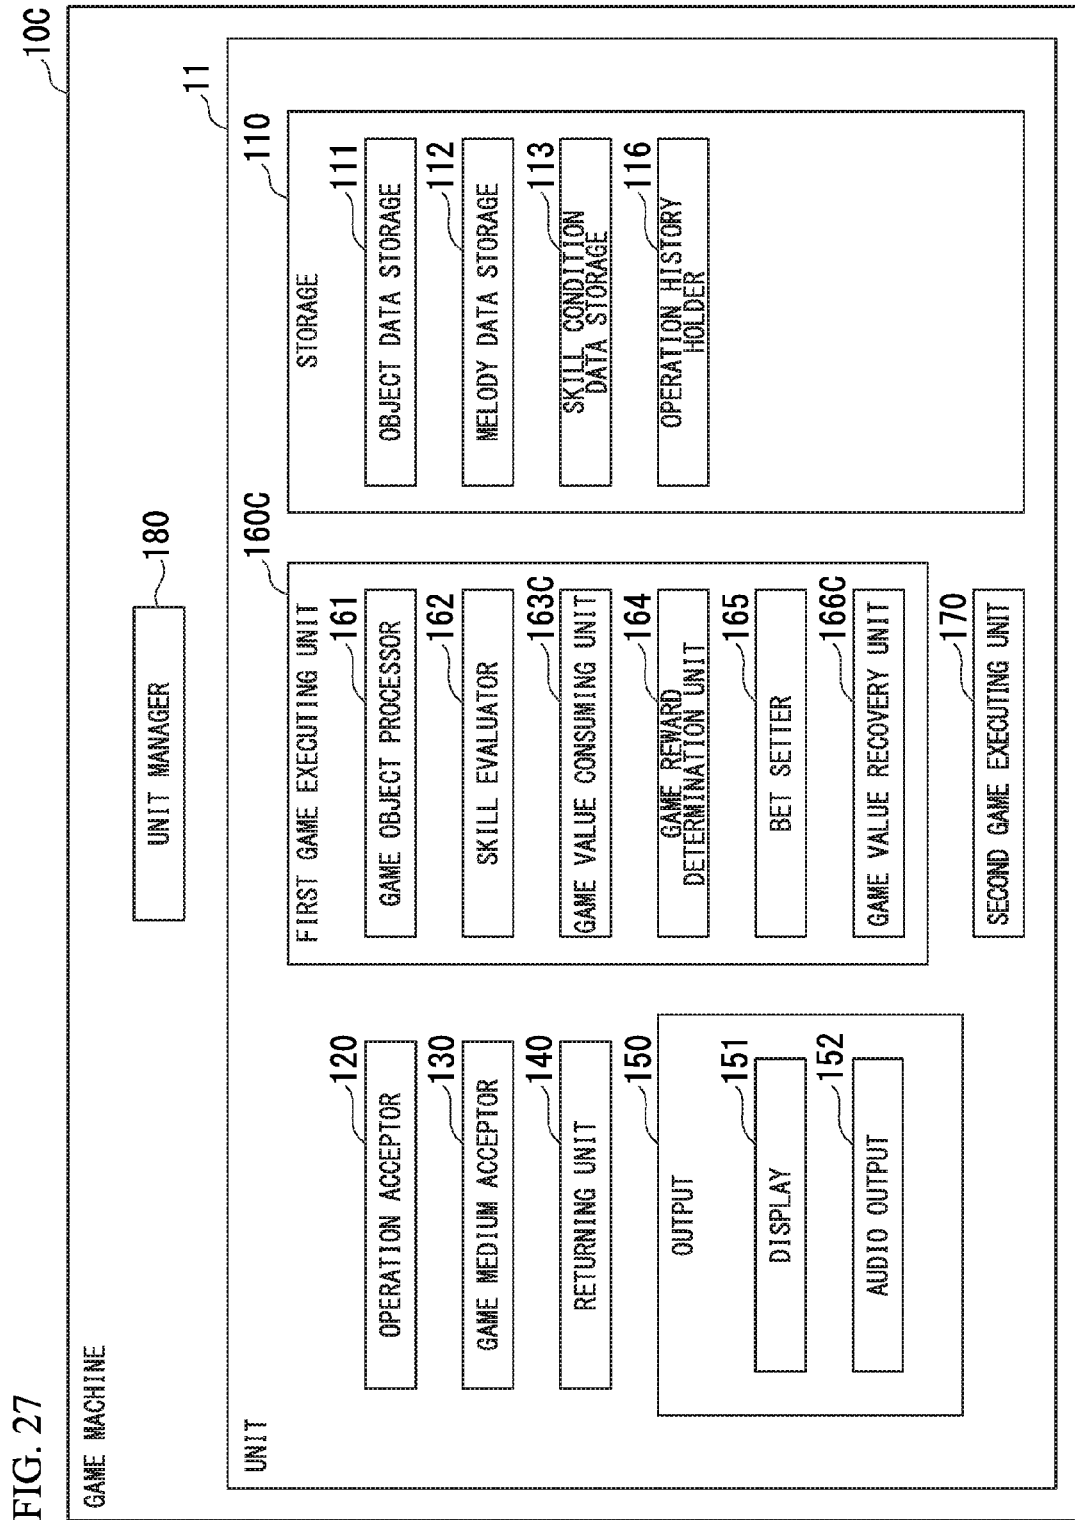 FIG. 27
10C
GAME MACHINE
UNIT MANAGER
180
11
UNIT
OPERATION ACCEPTOR
120
GAME MEDIUM ACCEPTOR
130
RETURNING UNIT
140
150
OUTPUT
DISPLAY
151
AUDIO OUTPUT
152
160C
FIRST GAME EXECUTING UNIT
GAME OBJECT PROCESSOR
161
SKILL EVALUATOR
162
GAME VALUE CONSUMING UNIT
163C
GAME REWARD
DETERMINATION UNIT
164
BET SETTER
165
GAME VALUE RECOVERY UNIT
166C
SECOND GAME EXECUTING UNIT
170
110
STORAGE
OBJECT DATA STORAGE
111
MELODY DATA STORAGE
112
SKILL CONDITION
DATA STORAGE
113
OPERATION HISTORY
HOLDER
116